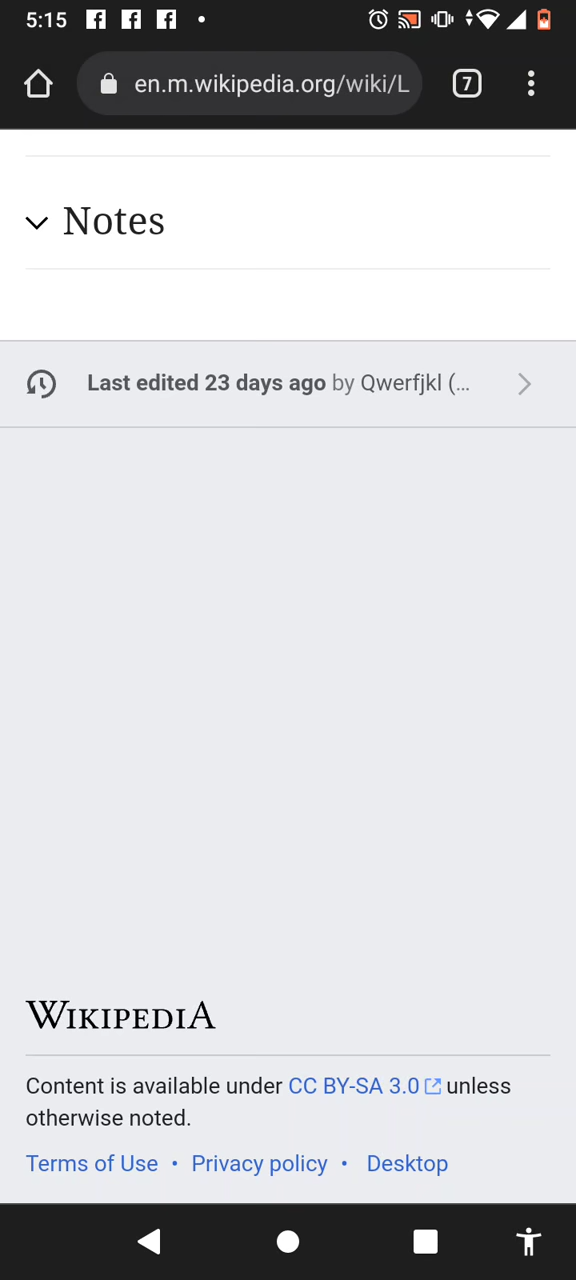 5:15
en.m.wikipedia.org/wiki/L
7
Notes
Last edited 23 days ago by Qwerfjkl (...
WIKIPEDIA
Content is available under CC BY-SA 3.0 unless
otherwise noted.
Terms of Use • Privacy policy • Desktop